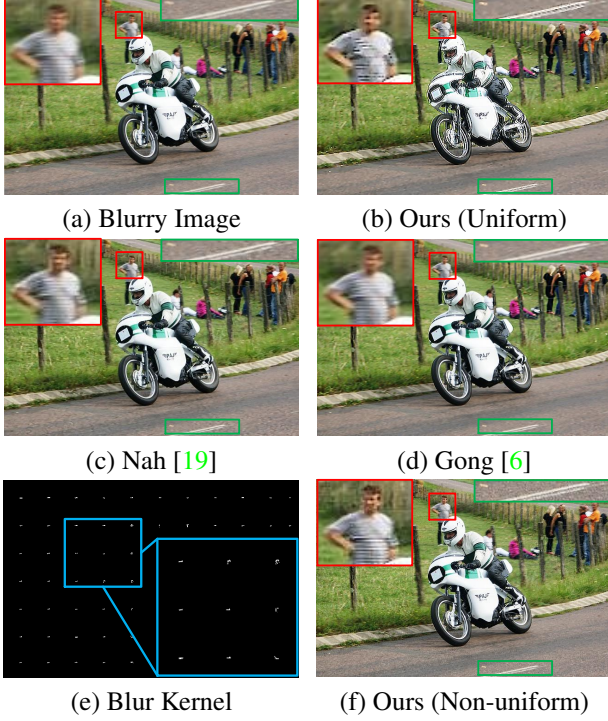 (a) Blurry Image
(b) Ours (Uniform)
(c) Nah [19]
(d) Gong [6]
(e) Blur Kernel
(f) Ours (Non-uniform)